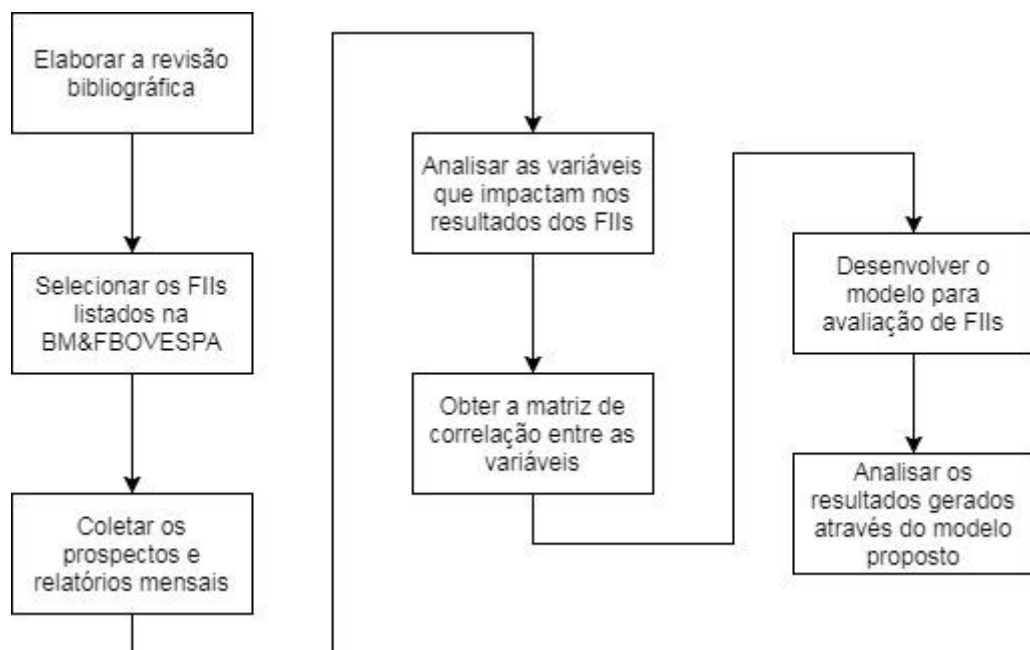 Elaborar a revisão
bibliográfica
Selecionar os FIIs
listados na
BM&FBOVESPA
Coletar os
prospectos e
relatórios mensais
Analisar as variáveis
que impactam nos
resultados dos FIIs
Obter a matriz de
correlação entre as
variáveis
Desenvolver o
modelo para
avaliação de FIIs
Analisar os
resultados gerados
através do modelo
proposto